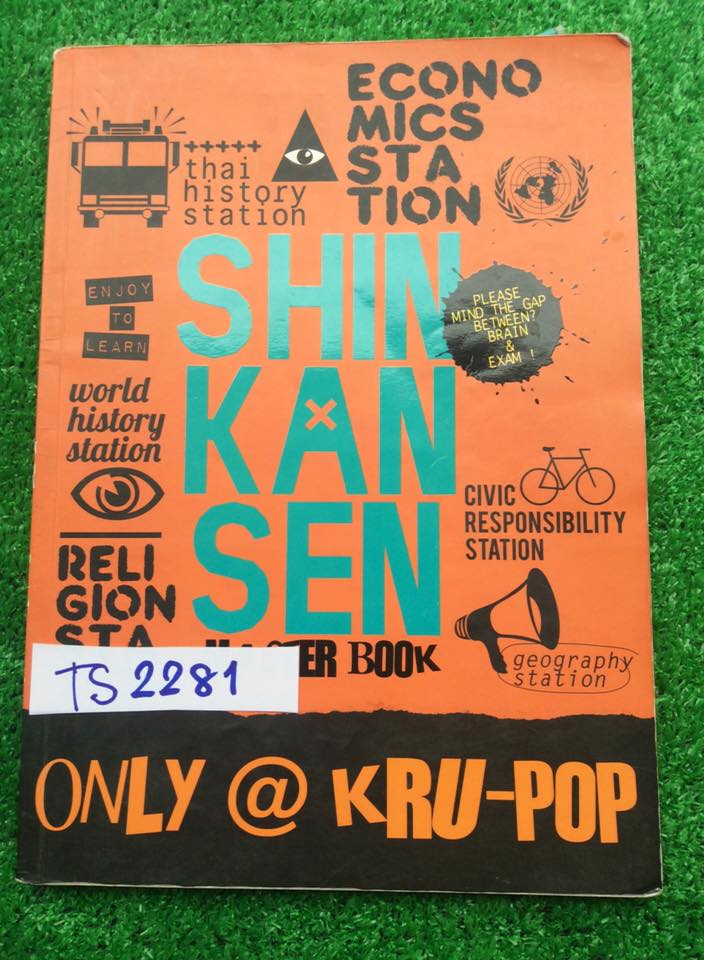 ECONO
MICS
STA
TION
+++++
thai
history
station
SHIN
KAN
SEN
PLEASE
MIND THE GAP
BETWEEN?
BRAIN
&
EXAM !
ENJOY
TO
LEARN
world
history
station
CIVIC
RESPONSIBILITY
STATION
RELI
GION
STA
BOOK
geography
station
TS 2281
ONLY @ KRU-POP